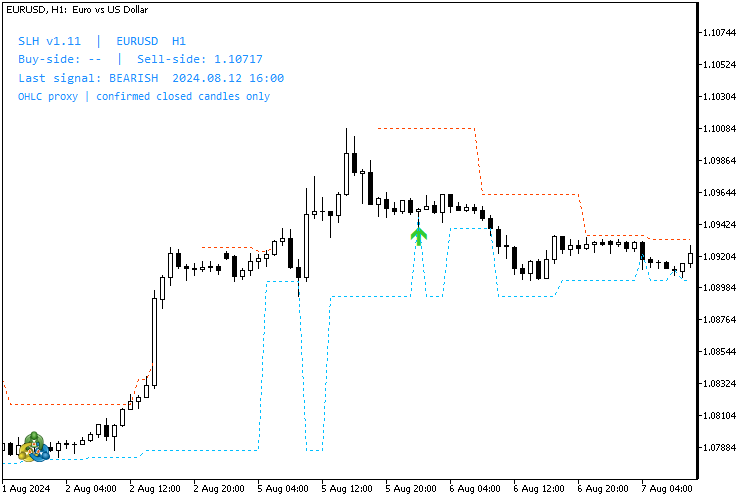 EURUSD, H1: Euro vs US Dollar
SLH v1.11 | EURUSD H1
Buy-side: -- | Sell-side: 1.10717
Last signal: BEARISH 2024.08.12 16:00
OHLC proxy | confirmed closed candles only
1.10744
1.10524
1.10304
1.10084
1.09864
1.09644
1.09424
1.09204
1.08984
1.08764
1.08544
1.08324
1.08104
1.07884
1 Aug 2024 2 Aug 04:00 2 Aug 12:00 2 Aug 20:00 5 Aug 04:00 5 Aug 12:00 5 Aug 20:00 6 Aug 04:00 6 Aug 12:00 6 Aug 20:00 7 Aug 04:00